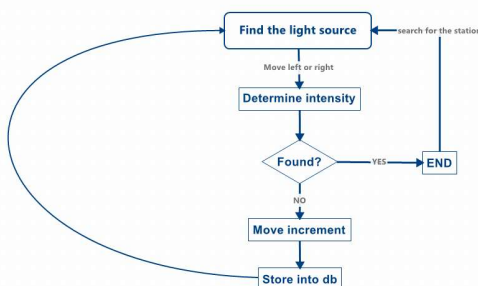 Find the light source
search for the station
Move left or right
Determine intensity
Found?
YES
END
NO
Move increment
Store into db